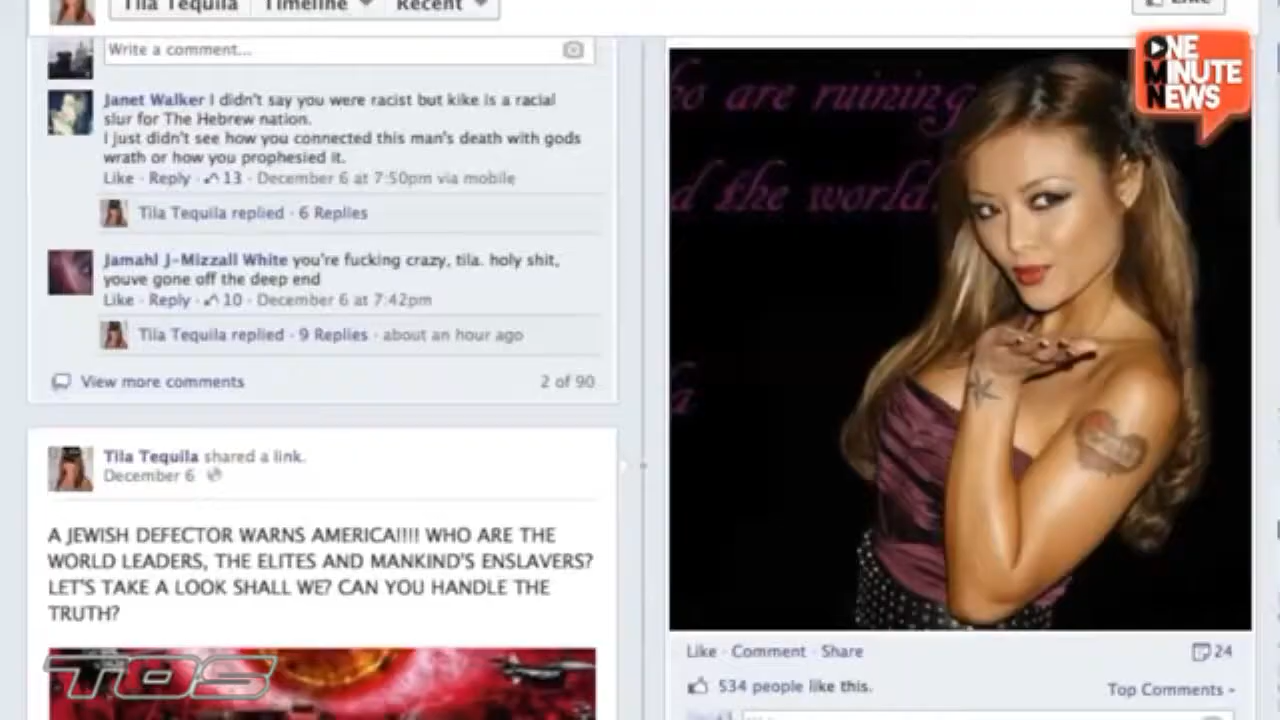 Tila Tequila Timeline Recent
Like
Write a comment...
Janet Walker I didn't say you were racist but kike is a racial
slur for The Hebrew nation.
I just didn't see how you connected this man's death with gods
wrath or how you prophesied it.
Like · Reply · 13 · December 6 at 7:50pm via mobile
Tila Tequila replied · 6 Replies
Jamahl J-Mizzall White you're fucking crazy, tila. holy shit,
youve gone off the deep end
Like · Reply · 10 · December 6 at 7:42pm
Tila Tequila replied · 9 Replies · about an hour ago
View more comments 2 of 90
Tila Tequila shared a link.
December 6
A JEWISH DEFECTOR WARNS AMERICA!!!! WHO ARE THE
WORLD LEADERS, THE ELITES AND MANKIND'S ENSLAVERS?
LET'S TAKE A LOOK SHALL WE? CAN YOU HANDLE THE
TRUTH?
TOS
ho are ruining
d the world
a
ONE
MINUTE
NEWS
Like · Comment · Share 24
534 people like this.
Top Comments